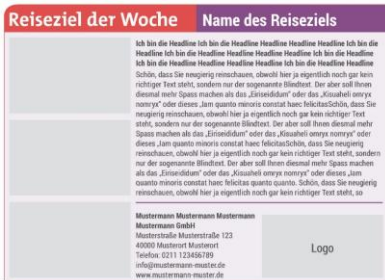 Reiseziel der Woche
Name des Reiseziels
Ich bin die Headline Ich bin die Headline Headline Headline Headline Ich bin die
Headline Ich bin die Headline Headline Ich bin die Headline Ich bin die Headline
Ich bin die Headline Headline Ich bin die Headline Ich bin die Headline Headline
Schön, dass Sie neugierig reinschauen, obwohl hier ja eigentlich noch gar kein
richtiger Text steht, sondern nur der sogenannte Blindtext. Der aber soll Ihnen
diesmal mehr Spass machen als das „Eiriseididum“ oder das „Kisuaheli omryx
nomryx“ oder dieses „Iam quanto minoris constat haec felicitasSchön, dass Sie
neugierig reinschauen, obwohl hier ja eigentlich noch gar kein richtiger Text
steht, sondern nur der sogenannte Blindtext. Der aber soll Ihnen diesmal mehr
Spass machen als das „Eiriseididum“ oder das „Kisuaheli omryx nomryx“ oder
dieses „Iam quanto minoris constat haec felicitasSchön, dass Sie neugierig
reinschauen, obwohl hier ja eigentlich noch gar kein richtiger Text steht, sondern
nur der sogenannte Blindtext. Der aber soll Ihnen diesmal mehr Spass machen
als das „Eiriseididum“ oder das „Kisuaheli omryx nomryx“ oder dieses „Iam
quanto minoris constat haec felicitas quanto quanto. Schön, dass Sie neugierig
reinschauen, obwohl hier ja eigentlich noch gar kein richtiger Text steht, so
Mustermann Mustermann Mustermann
Mustermann GmbH
Musterstraße Musterstraße 123
40000 Musterort Musterort
Telefon: 0211 123456789
info@mustermann-muster.de
www.mustermann-muster.de
Logo